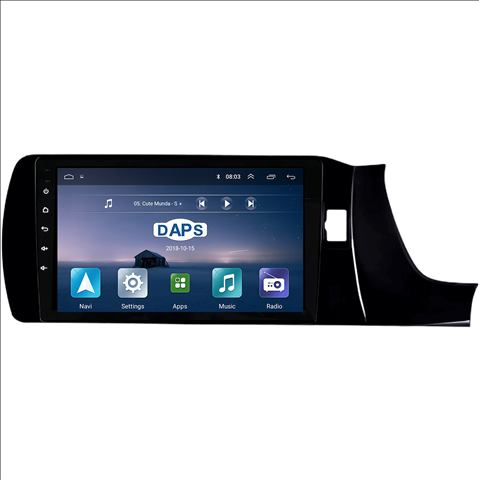 08:03
05. Cute Munda - S
DAPS
2018-10-15
Navi
Settings
Apps
Music
Radio